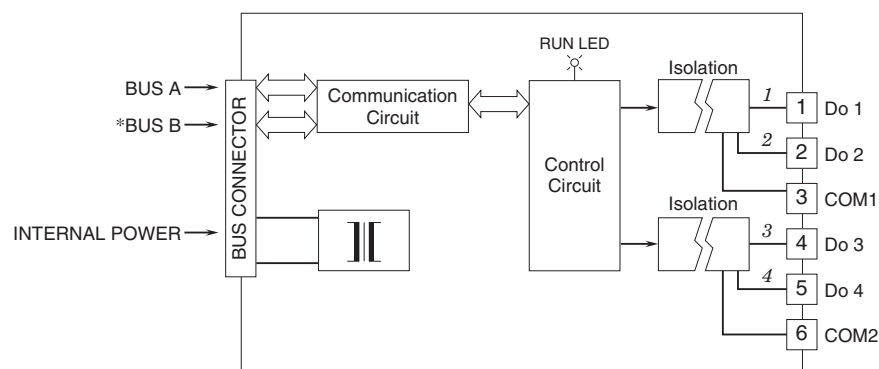 RUN LED
Isolation
BUS A
*BUS B
INTERNAL POWER
BUS CONNECTOR
Communication
Circuit
Control
Circuit
1
1
Do 1
2
2
Do 2
3
COM1
Isolation
3
4
Do 3
4
5
Do 4
6
COM2